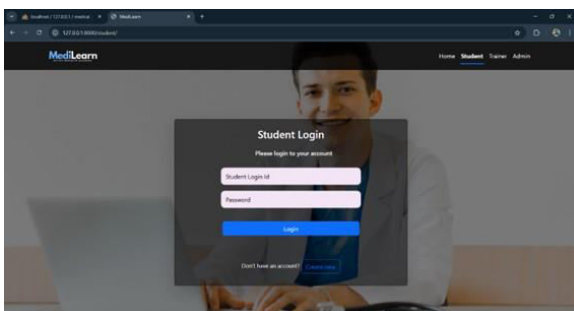 localhost / 127.0.0.1 / medical
MediLearn
127.0.0.1:8000/student/
MediLearn
Home Student Trainer Admin
Student Login
Please login to your account
Student Login Id
Password
Login
Don't have an account? Create new